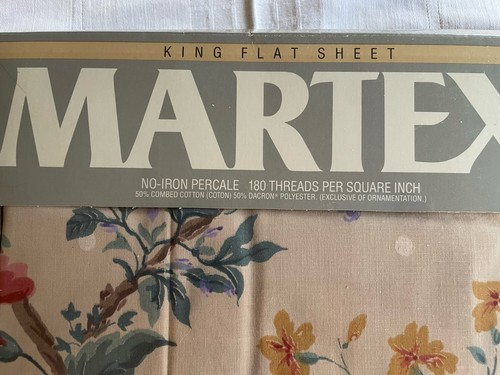 KING FLAT SHEET
MARTEX
NO-IRON PERCALE 180 THREADS PER SQUARE INCH
50% COMBED COTTON (COTON) 50% DACRON® POLYESTER. (EXCLUSIVE OF ORNAMENTATION.)